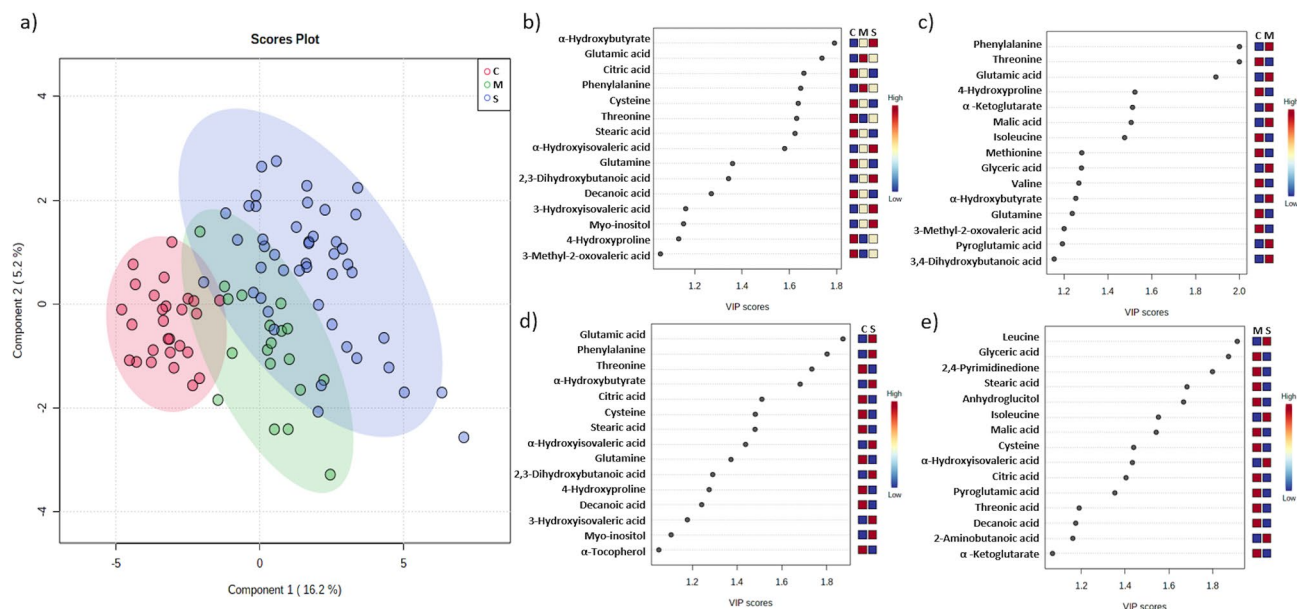 a)
Scores Plot
C
M
S
4
2
0
-2
-4
-5
0
5
Component 2 ( 5.2 %)
Component 1 ( 16.2 %)
b)
C M S
α-Hydroxybutyrate
Glutamic acid
Citric acid
Phenylalanine
Cysteine
Threonine
Stearic acid
α-Hydroxyisovaleric acid
Glutamine
2,3-Dihydroxybutanoic acid
Decanoic acid
3-Hydroxyisovaleric acid
Myo-inositol
4-Hydroxyproline
3-Methyl-2-oxovaleric acid
High
Low
1.2 1.4 1.6 1.8
VIP scores
c)
C M
Phenylalanine
Threonine
Glutamic acid
4-Hydroxyproline
α -Ketoglutarate
Malic acid
Isoleucine
Methionine
Glyceric acid
Valine
α-Hydroxybutyrate
Glutamine
3-Methyl-2-oxovaleric acid
Pyroglutamic acid
3,4-Dihydroxybutanoic acid
High
Low
1.2 1.4 1.6 1.8 2.0
VIP scores
d)
C S
Glutamic acid
Phenylalanine
Threonine
α-Hydroxybutyrate
Citric acid
Cysteine
Stearic acid
α-Hydroxyisovaleric acid
Glutamine
2,3-Dihydroxybutanoic acid
4-Hydroxyproline
Decanoic acid
3-Hydroxyisovaleric acid
Myo-inositol
α-Tocopherol
High
Low
1.2 1.4 1.6 1.8
VIP scores
e)
M S
Leucine
Glyceric acid
2,4-Pyrimidinedione
Stearic acid
Anhydroglucitol
Isoleucine
Malic acid
Cysteine
α-Hydroxyisovaleric acid
Citric acid
Pyroglutamic acid
Threonic acid
Decanoic acid
2-Aminobutanoic acid
α -Ketoglutarate
High
Low
1.2 1.4 1.6 1.8
VIP scores